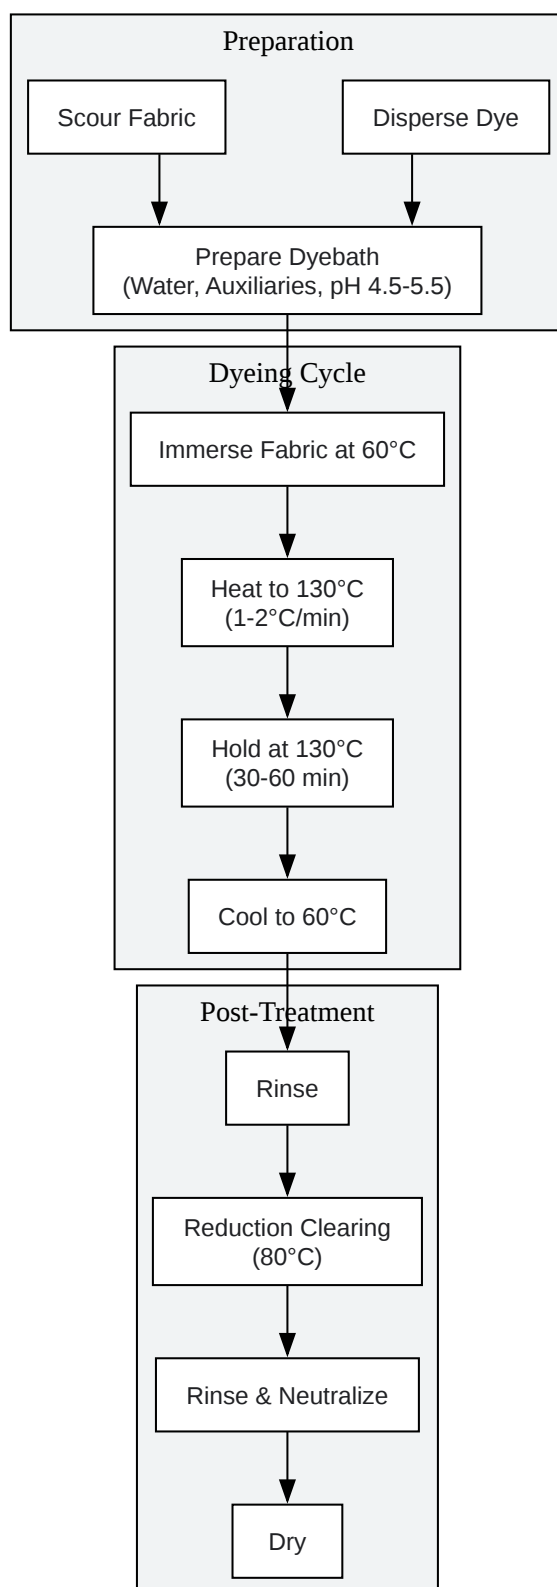 Preparation
Scour Fabric
Disperse Dye
Prepare Dyebath
(Water, Auxiliaries, pH 4.5-5.5)
Dyeing Cycle
Immerse Fabric at 60°C
Heat to 130°C
(1-2°C/min)
Hold at 130°C
(30-60 min)
Cool to 60°C
Post-Treatment
Rinse
Reduction Clearing
(80°C)
Rinse & Neutralize
Dry